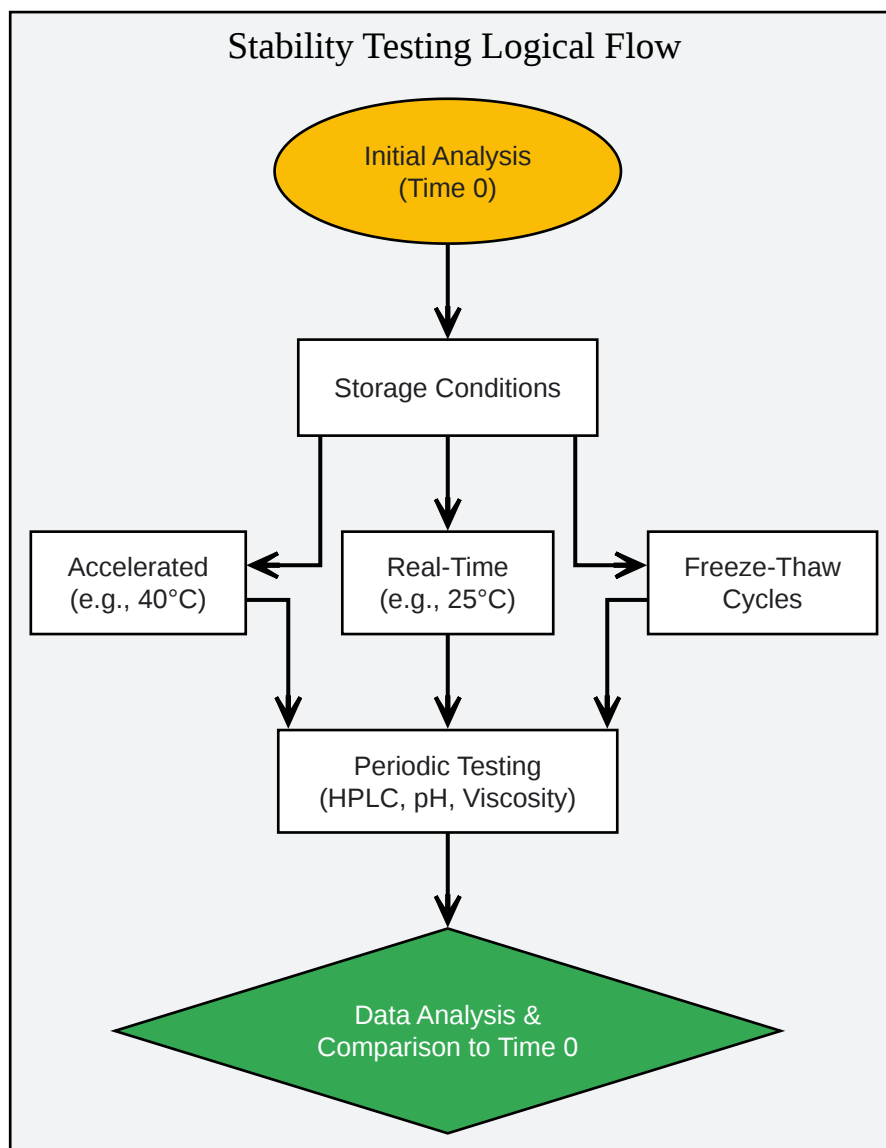 Stability Testing Logical Flow
Initial Analysis
(Time 0)
Storage Conditions
Accelerated
(e.g., 40°C)
Real-Time
(e.g., 25°C)
Freeze-Thaw
Cycles
Periodic Testing
(HPLC, pH, Viscosity)
Data Analysis &
Comparison to Time 0